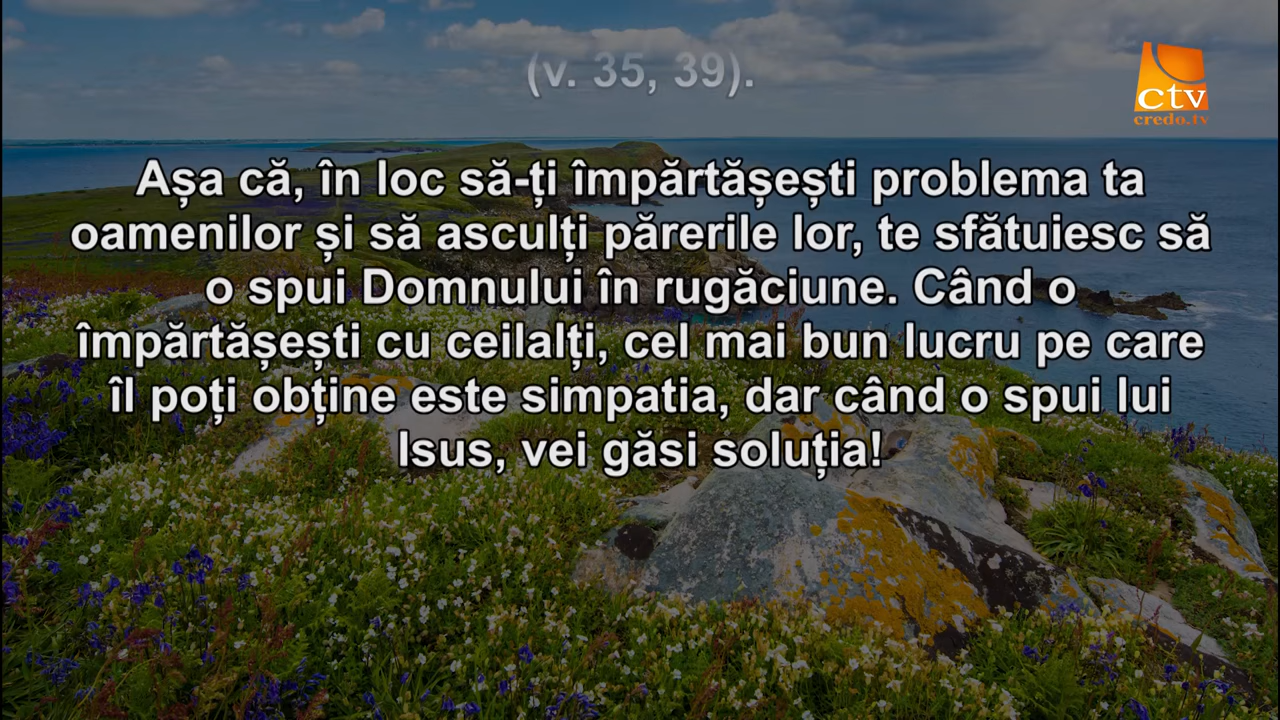 (v. 35, 39).
ctv
credo.tv
Așa că, în loc să-ți împărtășești problema ta
oamenilor și să asculți părerile lor, te sfătuiesc să
o spui Domnului în rugăciune. Când o
împărtășești cu ceilalți, cel mai bun lucru pe care
îl poți obține este simpatia, dar când o spui lui
Isus, vei găsi soluția!